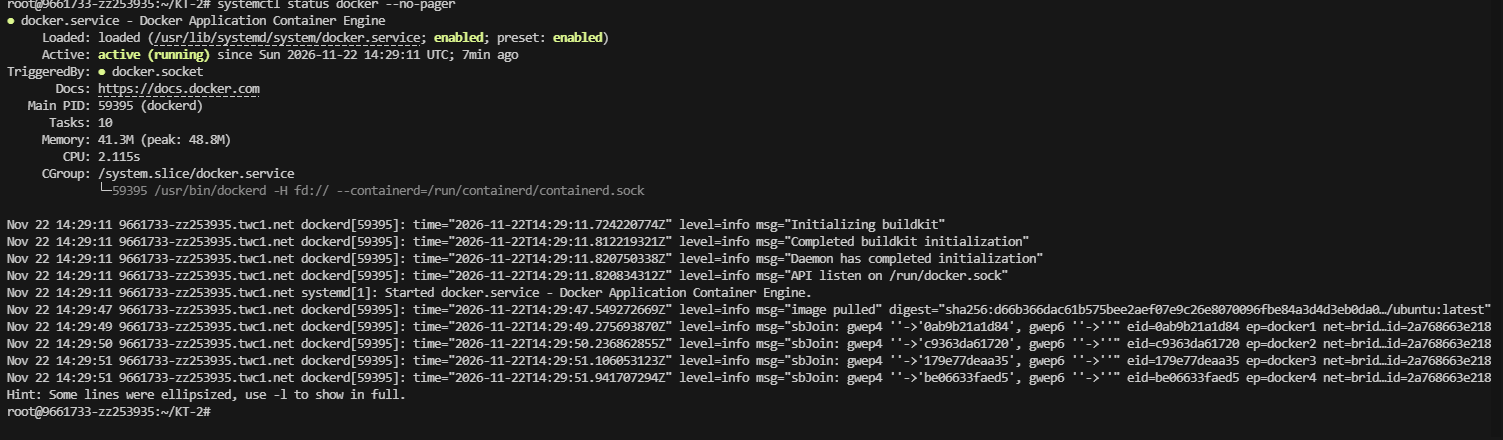 root@9661733-zz253935:~/KT-2# systemctl status docker --no-pager
● docker.service - Docker Application Container Engine
     Loaded: loaded (/usr/lib/systemd/system/docker.service; enabled; preset: enabled)
     Active: active (running) since Sun 2026-11-22 14:29:11 UTC; 7min ago
TriggeredBy: ● docker.socket
       Docs: https://docs.docker.com
   Main PID: 59395 (dockerd)
      Tasks: 10
     Memory: 41.3M (peak: 48.8M)
        CPU: 2.115s
     CGroup: /system.slice/docker.service
             └─59395 /usr/bin/dockerd -H fd:// --containerd=/run/containerd/containerd.sock
Nov 22 14:29:11 9661733-zz253935.twc1.net dockerd[59395]: time="2026-11-22T14:29:11.724220774Z" level=info msg="Initializing buildkit"
Nov 22 14:29:11 9661733-zz253935.twc1.net dockerd[59395]: time="2026-11-22T14:29:11.812219321Z" level=info msg="Completed buildkit initialization"
Nov 22 14:29:11 9661733-zz253935.twc1.net dockerd[59395]: time="2026-11-22T14:29:11.820750338Z" level=info msg="Daemon has completed initialization"
Nov 22 14:29:11 9661733-zz253935.twc1.net dockerd[59395]: time="2026-11-22T14:29:11.820834312Z" level=info msg="API listen on /run/docker.sock"
Nov 22 14:29:11 9661733-zz253935.twc1.net systemd[1]: Started docker.service - Docker Application Container Engine.
Nov 22 14:29:47 9661733-zz253935.twc1.net dockerd[59395]: time="2026-11-22T14:29:47.549272669Z" level=info msg="image pulled" digest="sha256:d66b366dac61b575bee2aef07e9c26e8070096fbe84a3d4d3eb0da0…/ubuntu:latest"
Nov 22 14:29:49 9661733-zz253935.twc1.net dockerd[59395]: time="2026-11-22T14:29:49.275693870Z" level=info msg="sbJoin: gwep4 ''->'0ab9b21a1d84', gwep6 ''->''" eid=0ab9b21a1d84 ep=docker1 net=brid…id=2a768663e218
Nov 22 14:29:50 9661733-zz253935.twc1.net dockerd[59395]: time="2026-11-22T14:29:50.236862855Z" level=info msg="sbJoin: gwep4 ''->'c9363da61720', gwep6 ''->''" eid=c9363da61720 ep=docker2 net=brid…id=2a768663e218
Nov 22 14:29:51 9661733-zz253935.twc1.net dockerd[59395]: time="2026-11-22T14:29:51.106053123Z" level=info msg="sbJoin: gwep4 ''->'179e77deaa35', gwep6 ''->''" eid=179e77deaa35 ep=docker3 net=brid…id=2a768663e218
Nov 22 14:29:51 9661733-zz253935.twc1.net dockerd[59395]: time="2026-11-22T14:29:51.941707294Z" level=info msg="sbJoin: gwep4 ''->'be06633faed5', gwep6 ''->''" eid=be06633faed5 ep=docker4 net=brid…id=2a768663e218
Hint: Some lines were ellipsized, use -l to show in full.
root@9661733-zz253935:~/KT-2#